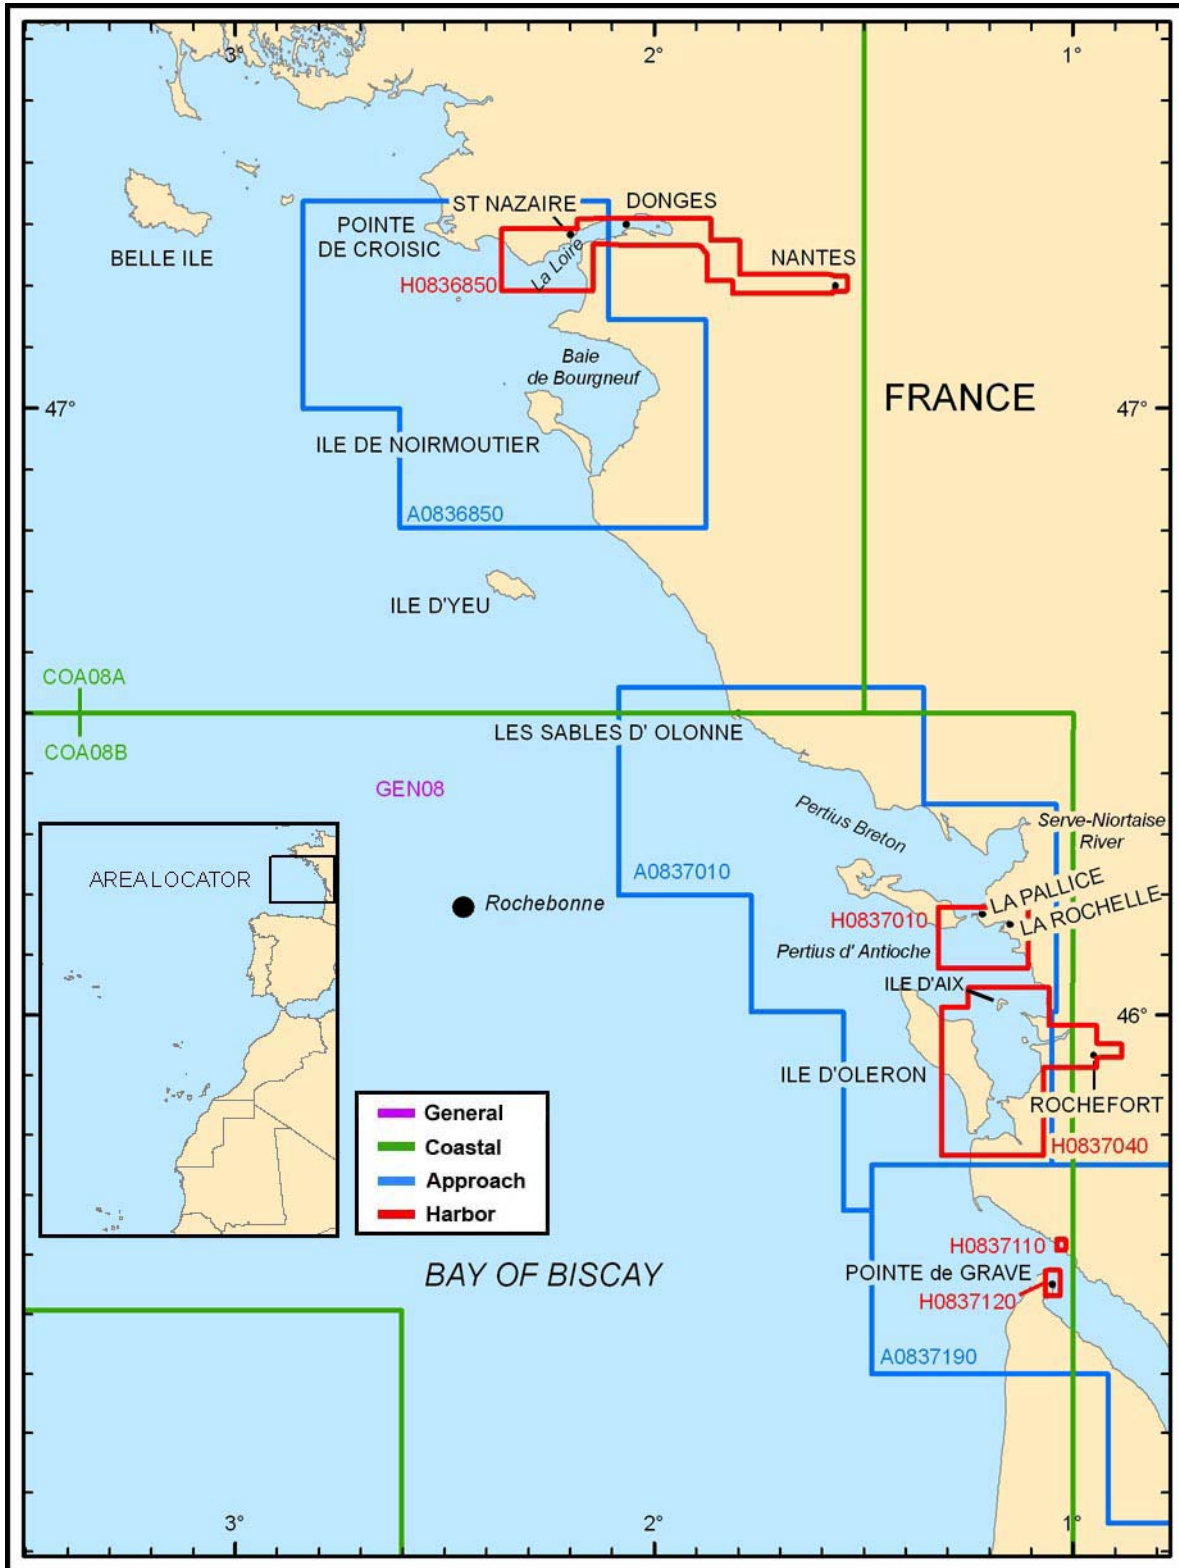 3°
2°
1°
ST NAZAIRE
DONGES
POINTE
DE CROISIC
BELLE ILE
La Loire
NANTES
H0836850
Baie
de Bourgneuf
FRANCE
47°
47°
ILE DE NOIRMOUTIER
A0836850
ILE D'YEU
COA08A
COA08B
LES SABLES D' OLONNE
GEN08
Pertius Breton
Serve-Niortaise
River
AREA LOCATOR
A0837010
Rochebonne
LA PALLICE
LA ROCHELLE
H0837010
Pertius d' Antioche
ILE D'AIX
46°
ILE D'OLERON
ROCHEFORT
H0837040
General
Coastal
Approach
Harbor
H0837110
BAY OF BISCAY
POINTE de GRAVE
H0837120
A0837190
3°
2°
1°